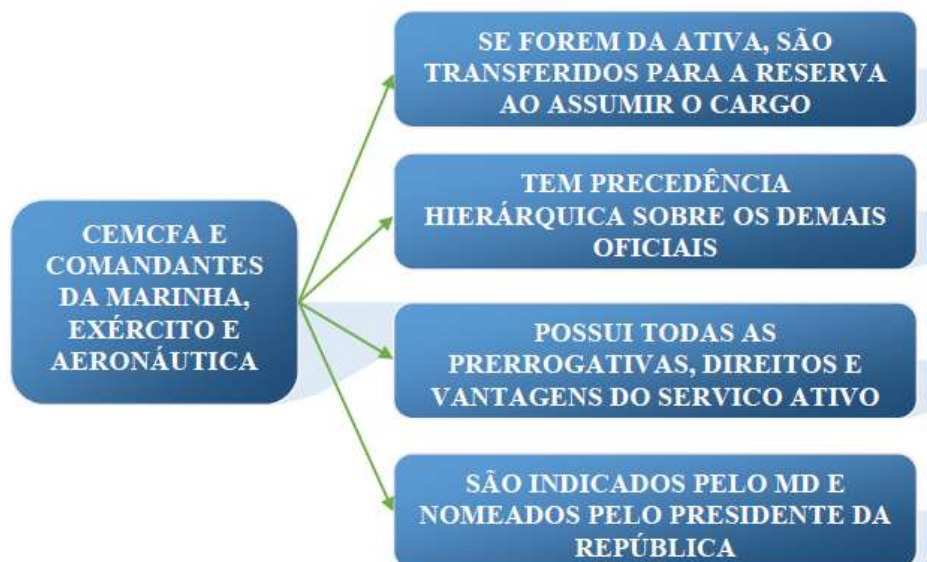 CEMCFA E
COMANDANTES
DA MARINHA,
EXÉRCITO E
AERONÁUTICA
SE FOREM DA ATIVA, SÃO
TRANSFERIDOS PARA A RESERVA
AO ASSUMIR O CARGO
TEM PRECEDÊNCIA
HIERÁRQUICA SOBRE OS DEMAIS
OFICIAIS
POSSUI TODAS AS
PRERROGATIVAS, DIREITOS E
VANTAGENS DO SERVICO ATIVO
SÃO INDICADOS PELO MD E
NOMEADOS PELO PRESIDENTE DA
REPÚBLICA